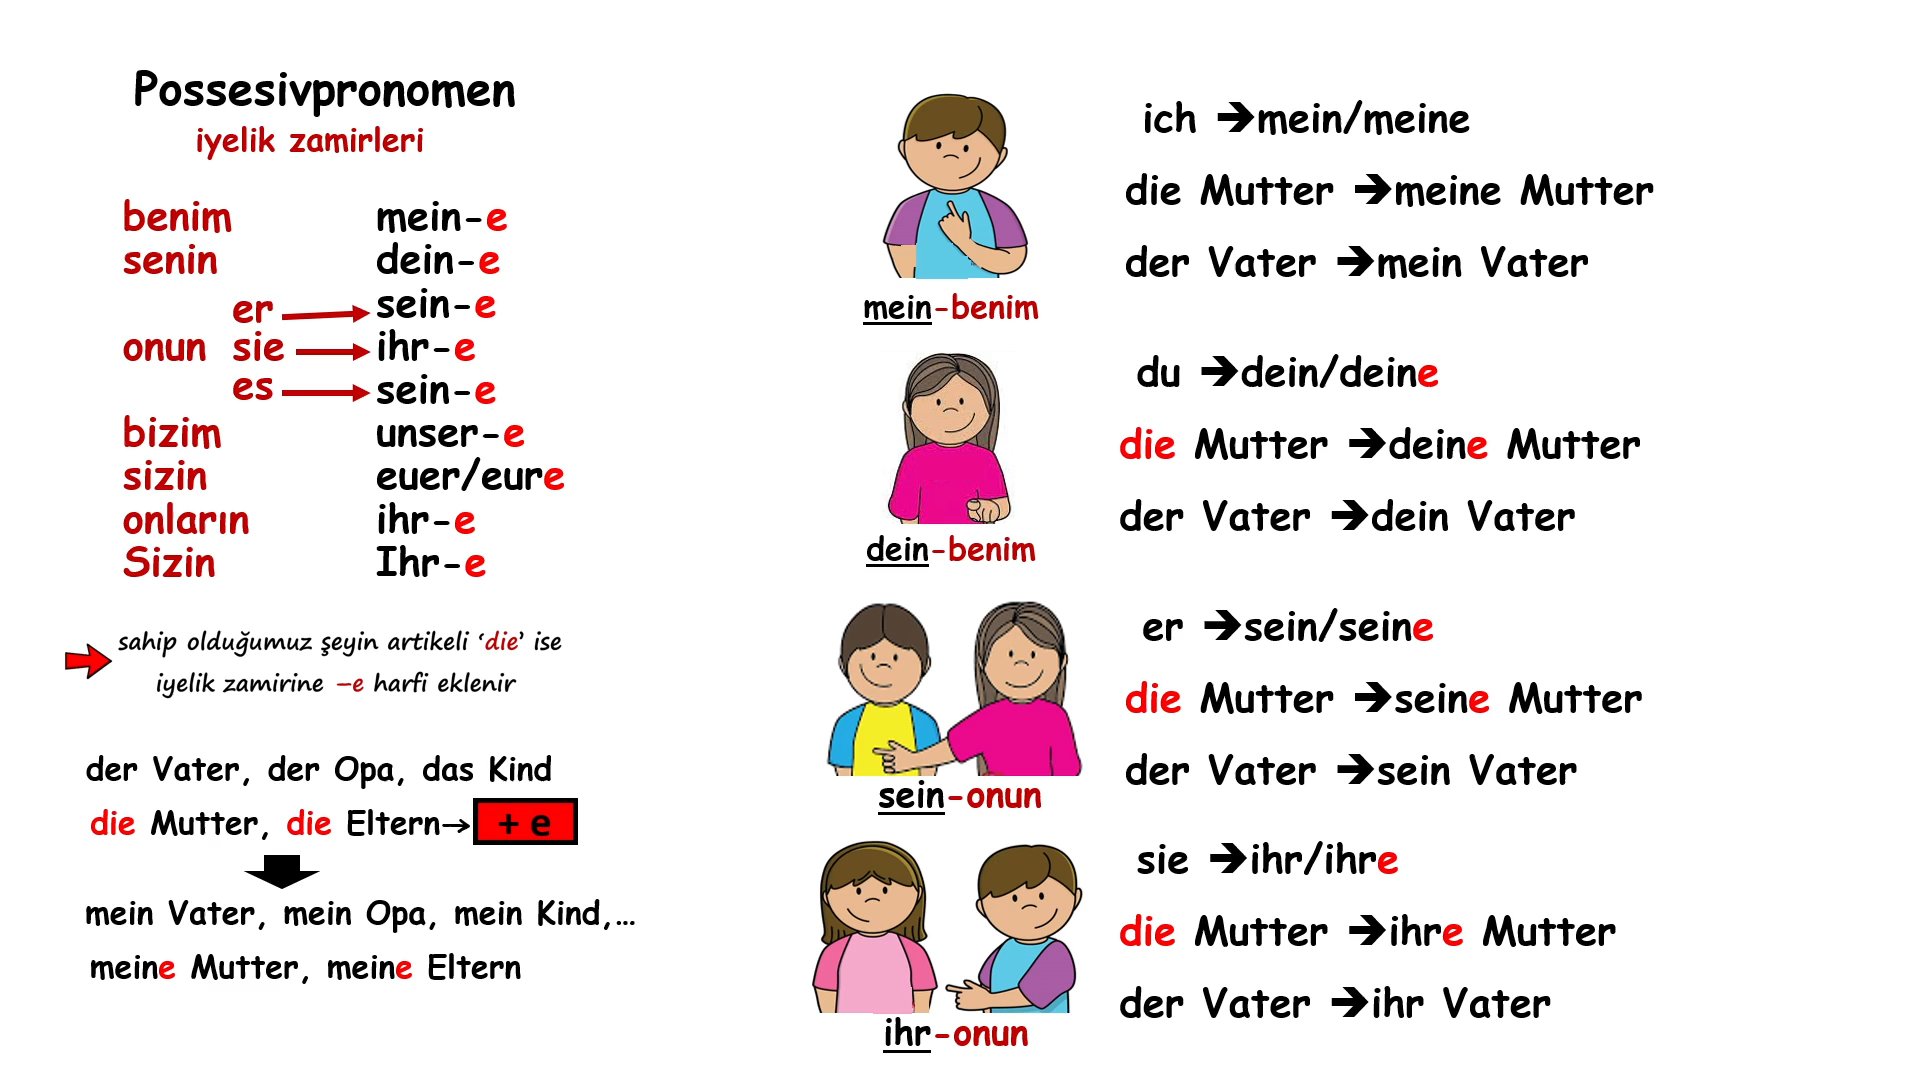 Possesivpronomen
iyelik zamirleri
benim mein-e
senin dein-e
er → sein-e
onun sie → ihr-e
es → sein-e
bizim unser-e
sizin euer/eure
onların ihr-e
Sizin Ihr-e
sahip olduğumuz şeyin artikeli ‘die’ ise
iyelik zamirine –e harfi eklenir
der Vater, der Opa, das Kind
die Mutter, die Eltern→ + e
mein Vater, mein Opa, mein Kind,…
meine Mutter, meine Eltern
mein-benim
ich ➔mein/meine
die Mutter ➔meine Mutter
der Vater ➔mein Vater
dein-benim
du ➔dein/deine
die Mutter ➔deine Mutter
der Vater ➔dein Vater
sein-onun
er ➔sein/seine
die Mutter ➔seine Mutter
der Vater ➔sein Vater
ihr-onun
sie ➔ihr/ihre
die Mutter ➔ihre Mutter
der Vater ➔ihr Vater